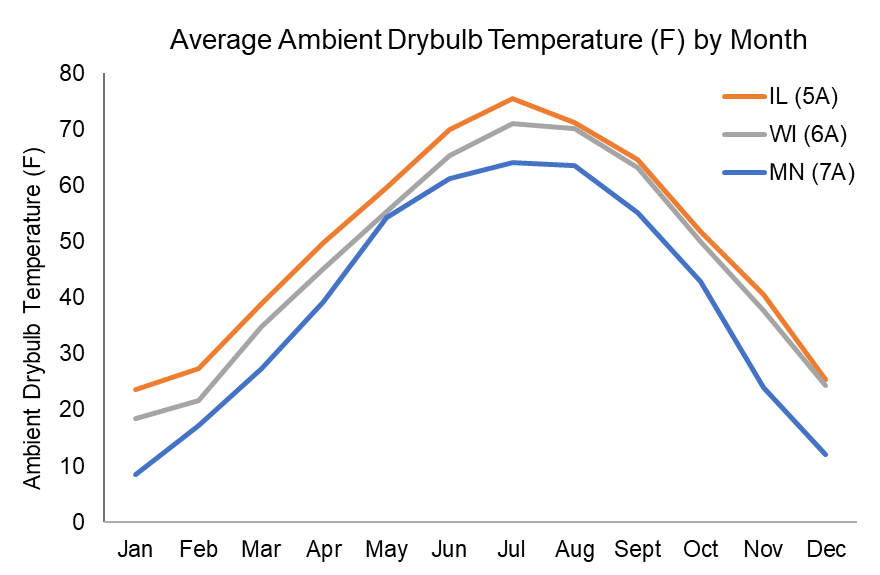 Average Ambient Drybulb Temperature (F) by Month
Ambient Drybulb Temperature (F)
80
70
60
50
40
30
20
10
0
IL (5A)
WI (6A)
MN (7A)
Jan Feb Mar Apr May Jun Jul Aug Sept Oct Nov Dec